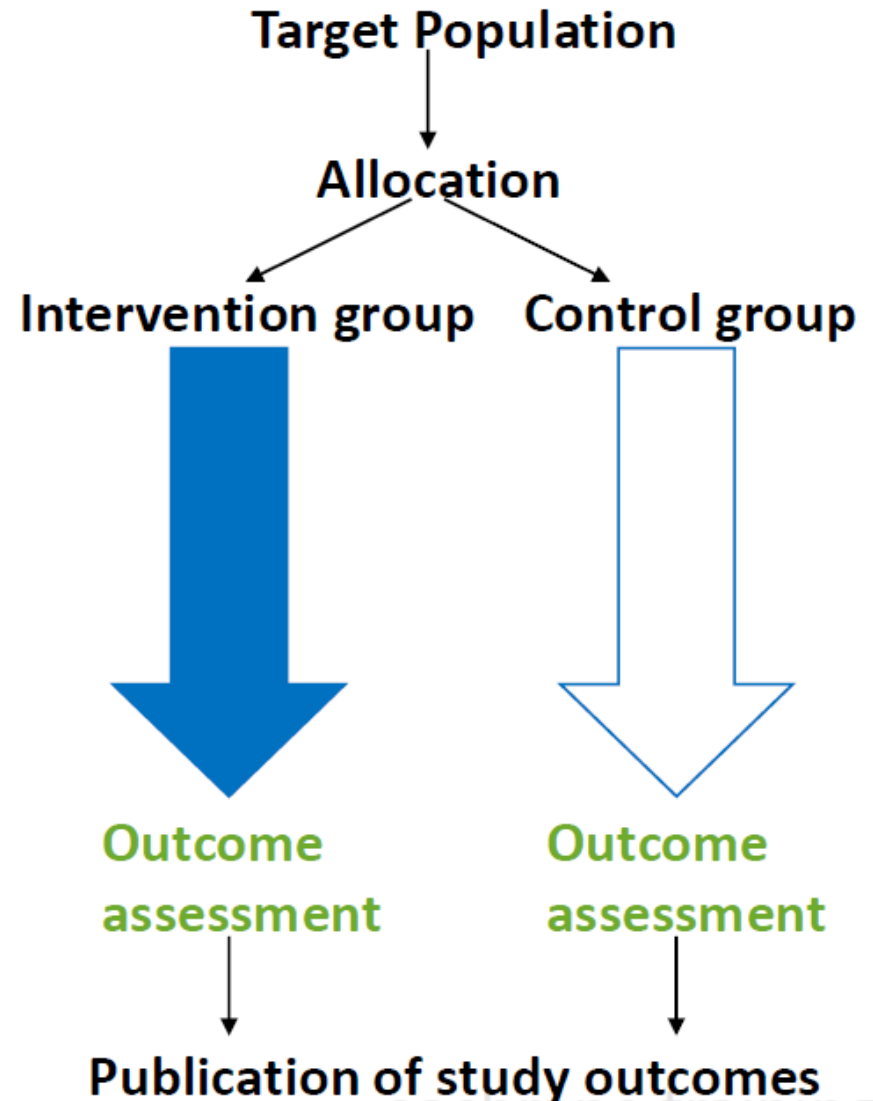 Target Population
Allocation
Intervention group
Control group
Outcome
assessment
Outcome
assessment
Publication of study outcomes